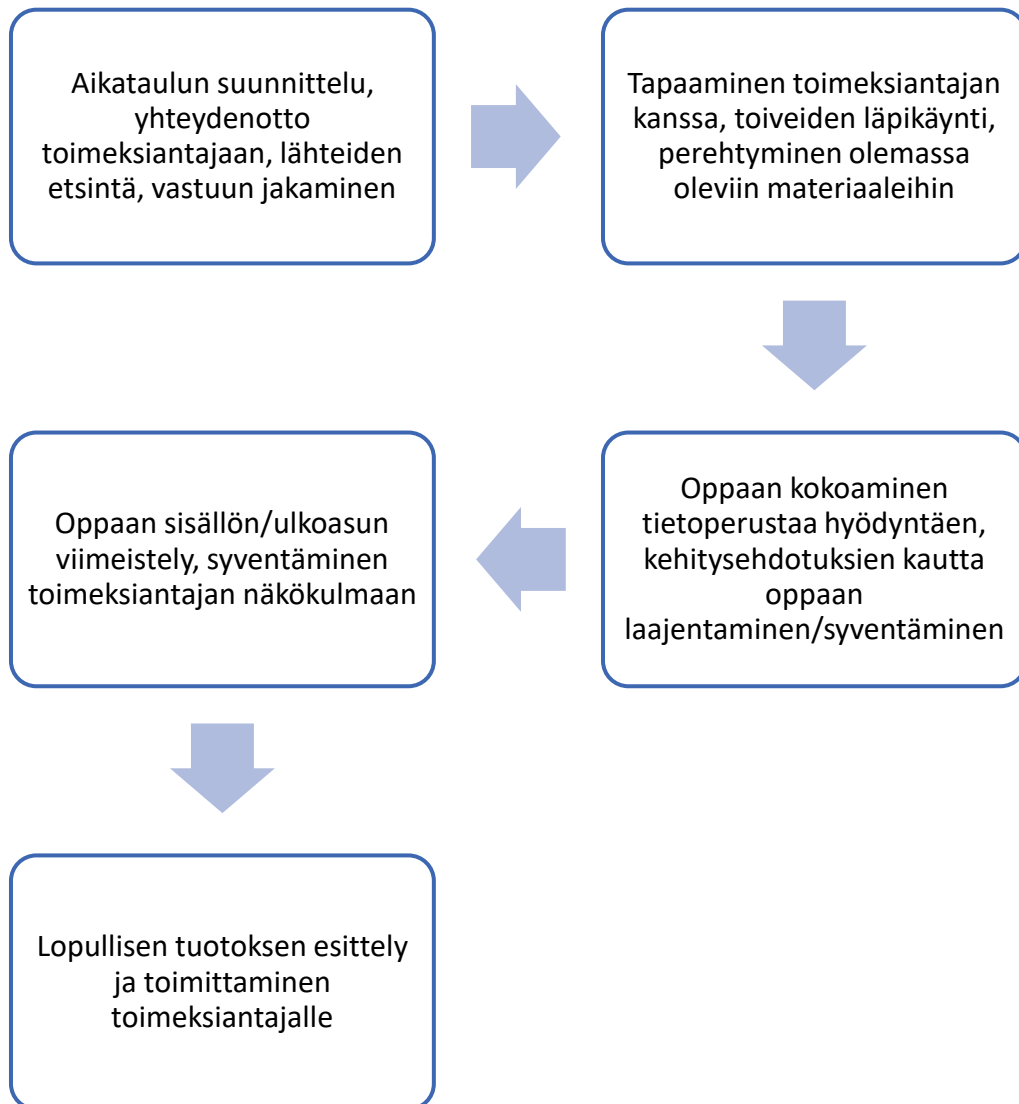 Aikataulun suunnittelu,
yhteydenotto
toimeksiantajaan, lähteiden
etsintä, vastuun jakaminen
Tapaaminen toimeksiantajan
kanssa, toiveiden läpikäynti,
perehtyminen olemassa
oleviin materiaaleihin
Oppaan kokoaminen
tietoperustaa hyödyntäen,
kehitysehdotuksien kautta
oppaan
laajentaminen/syventäminen
Oppaan sisällön/ulkoasun
viimeistely, syventäminen
toimeksiantajan näkökulmaan
Lopullisen tuotoksen esittely
ja toimittaminen
toimeksiantajalle